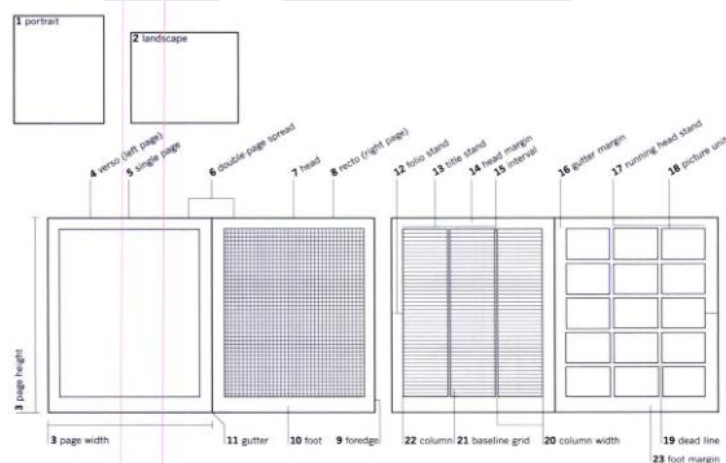 1 portrait
2 landscape
4 verso (left page)
5 single page
6 double-page spread
7 head
8 recto (right page)
12 folio stand
13 title stand
14 head margin
15 interval
16 gutter margin
17 running head stand
18 picture unit
3 page height
3 page width
11 gutter
10 foot
9 foredge
22 column
21 baseline grid
20 column width
19 dead line
23 foot margin